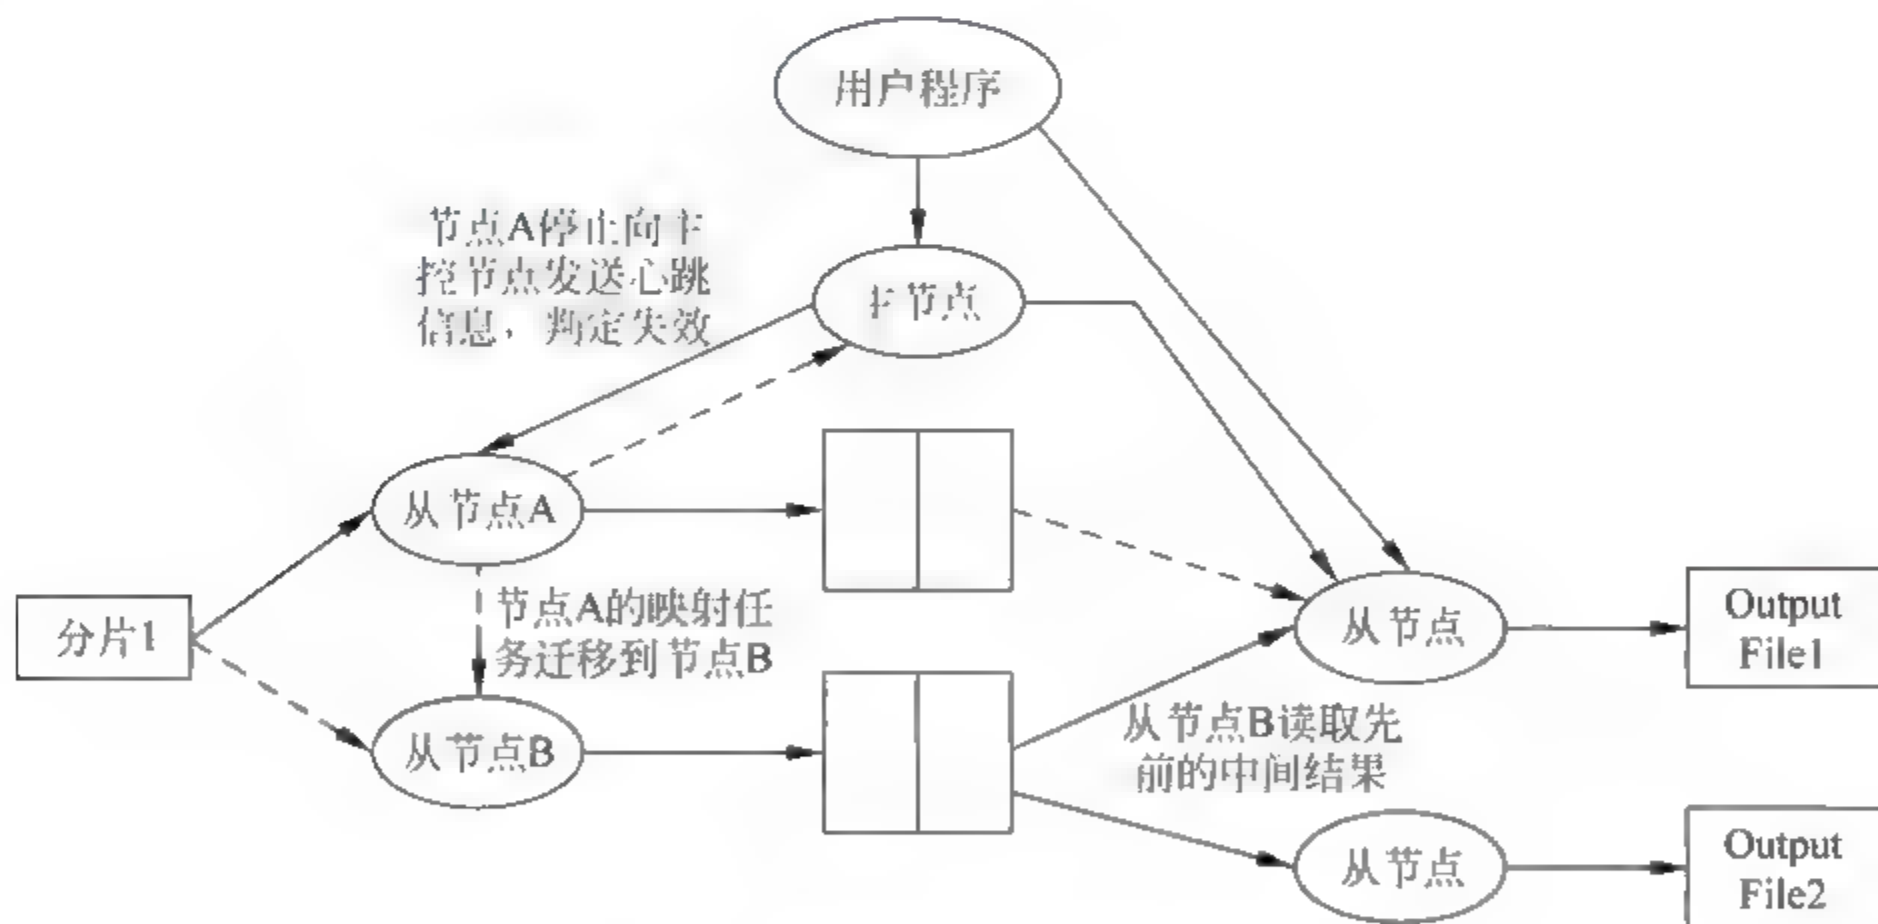 用户程序
节点A停止向主
控节点发送心跳
信息，判定失效
主节点
从节点A
节点A的映射任
务迁移到节点B
分片1
从节点
Output
File1
从节点B
从节点B读取先
前的中间结果
从节点
Output
File2